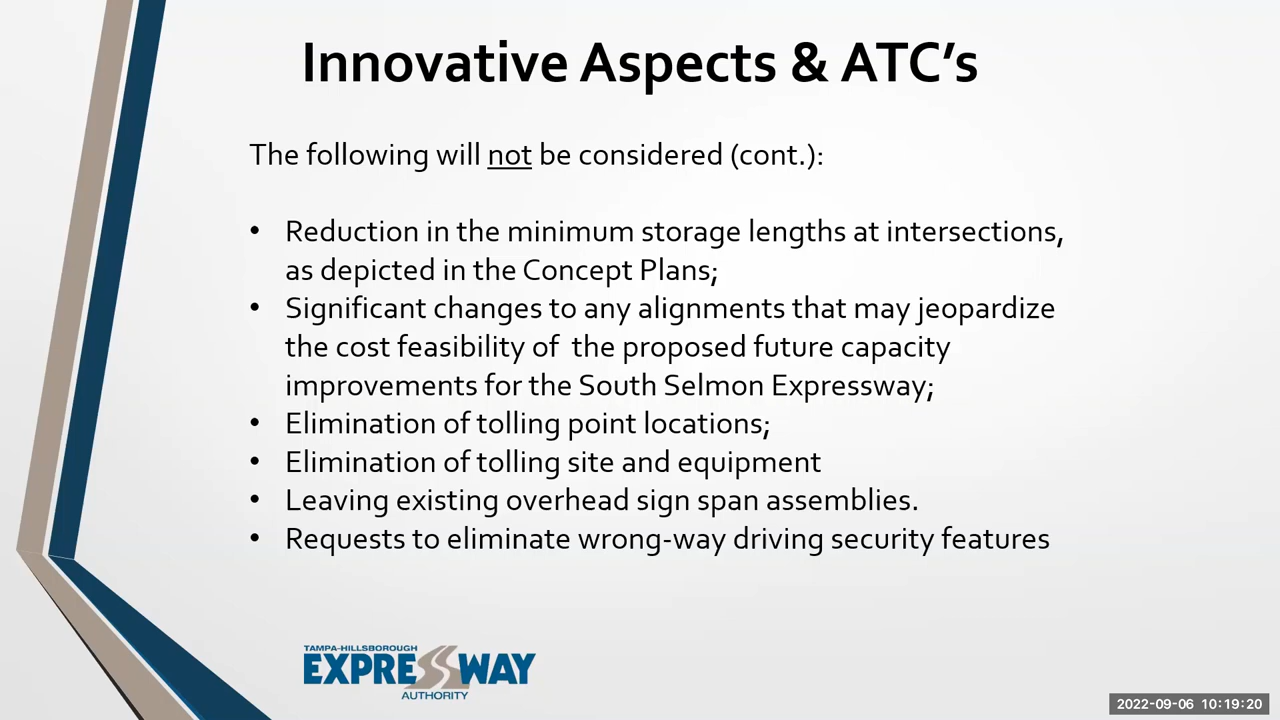 Innovative Aspects & ATC’s
The following will not be considered (cont.):
• Reduction in the minimum storage lengths at intersections,
as depicted in the Concept Plans;
• Significant changes to any alignments that may jeopardize
the cost feasibility of  the proposed future capacity
improvements for the South Selmon Expressway;
• Elimination of tolling point locations;
• Elimination of tolling site and equipment
• Leaving existing overhead sign span assemblies.
• Requests to eliminate wrong-way driving security features
TAMPA-HILLSBOROUGH
EXPRESSWAY
AUTHORITY
2022-09-06 10:19:20